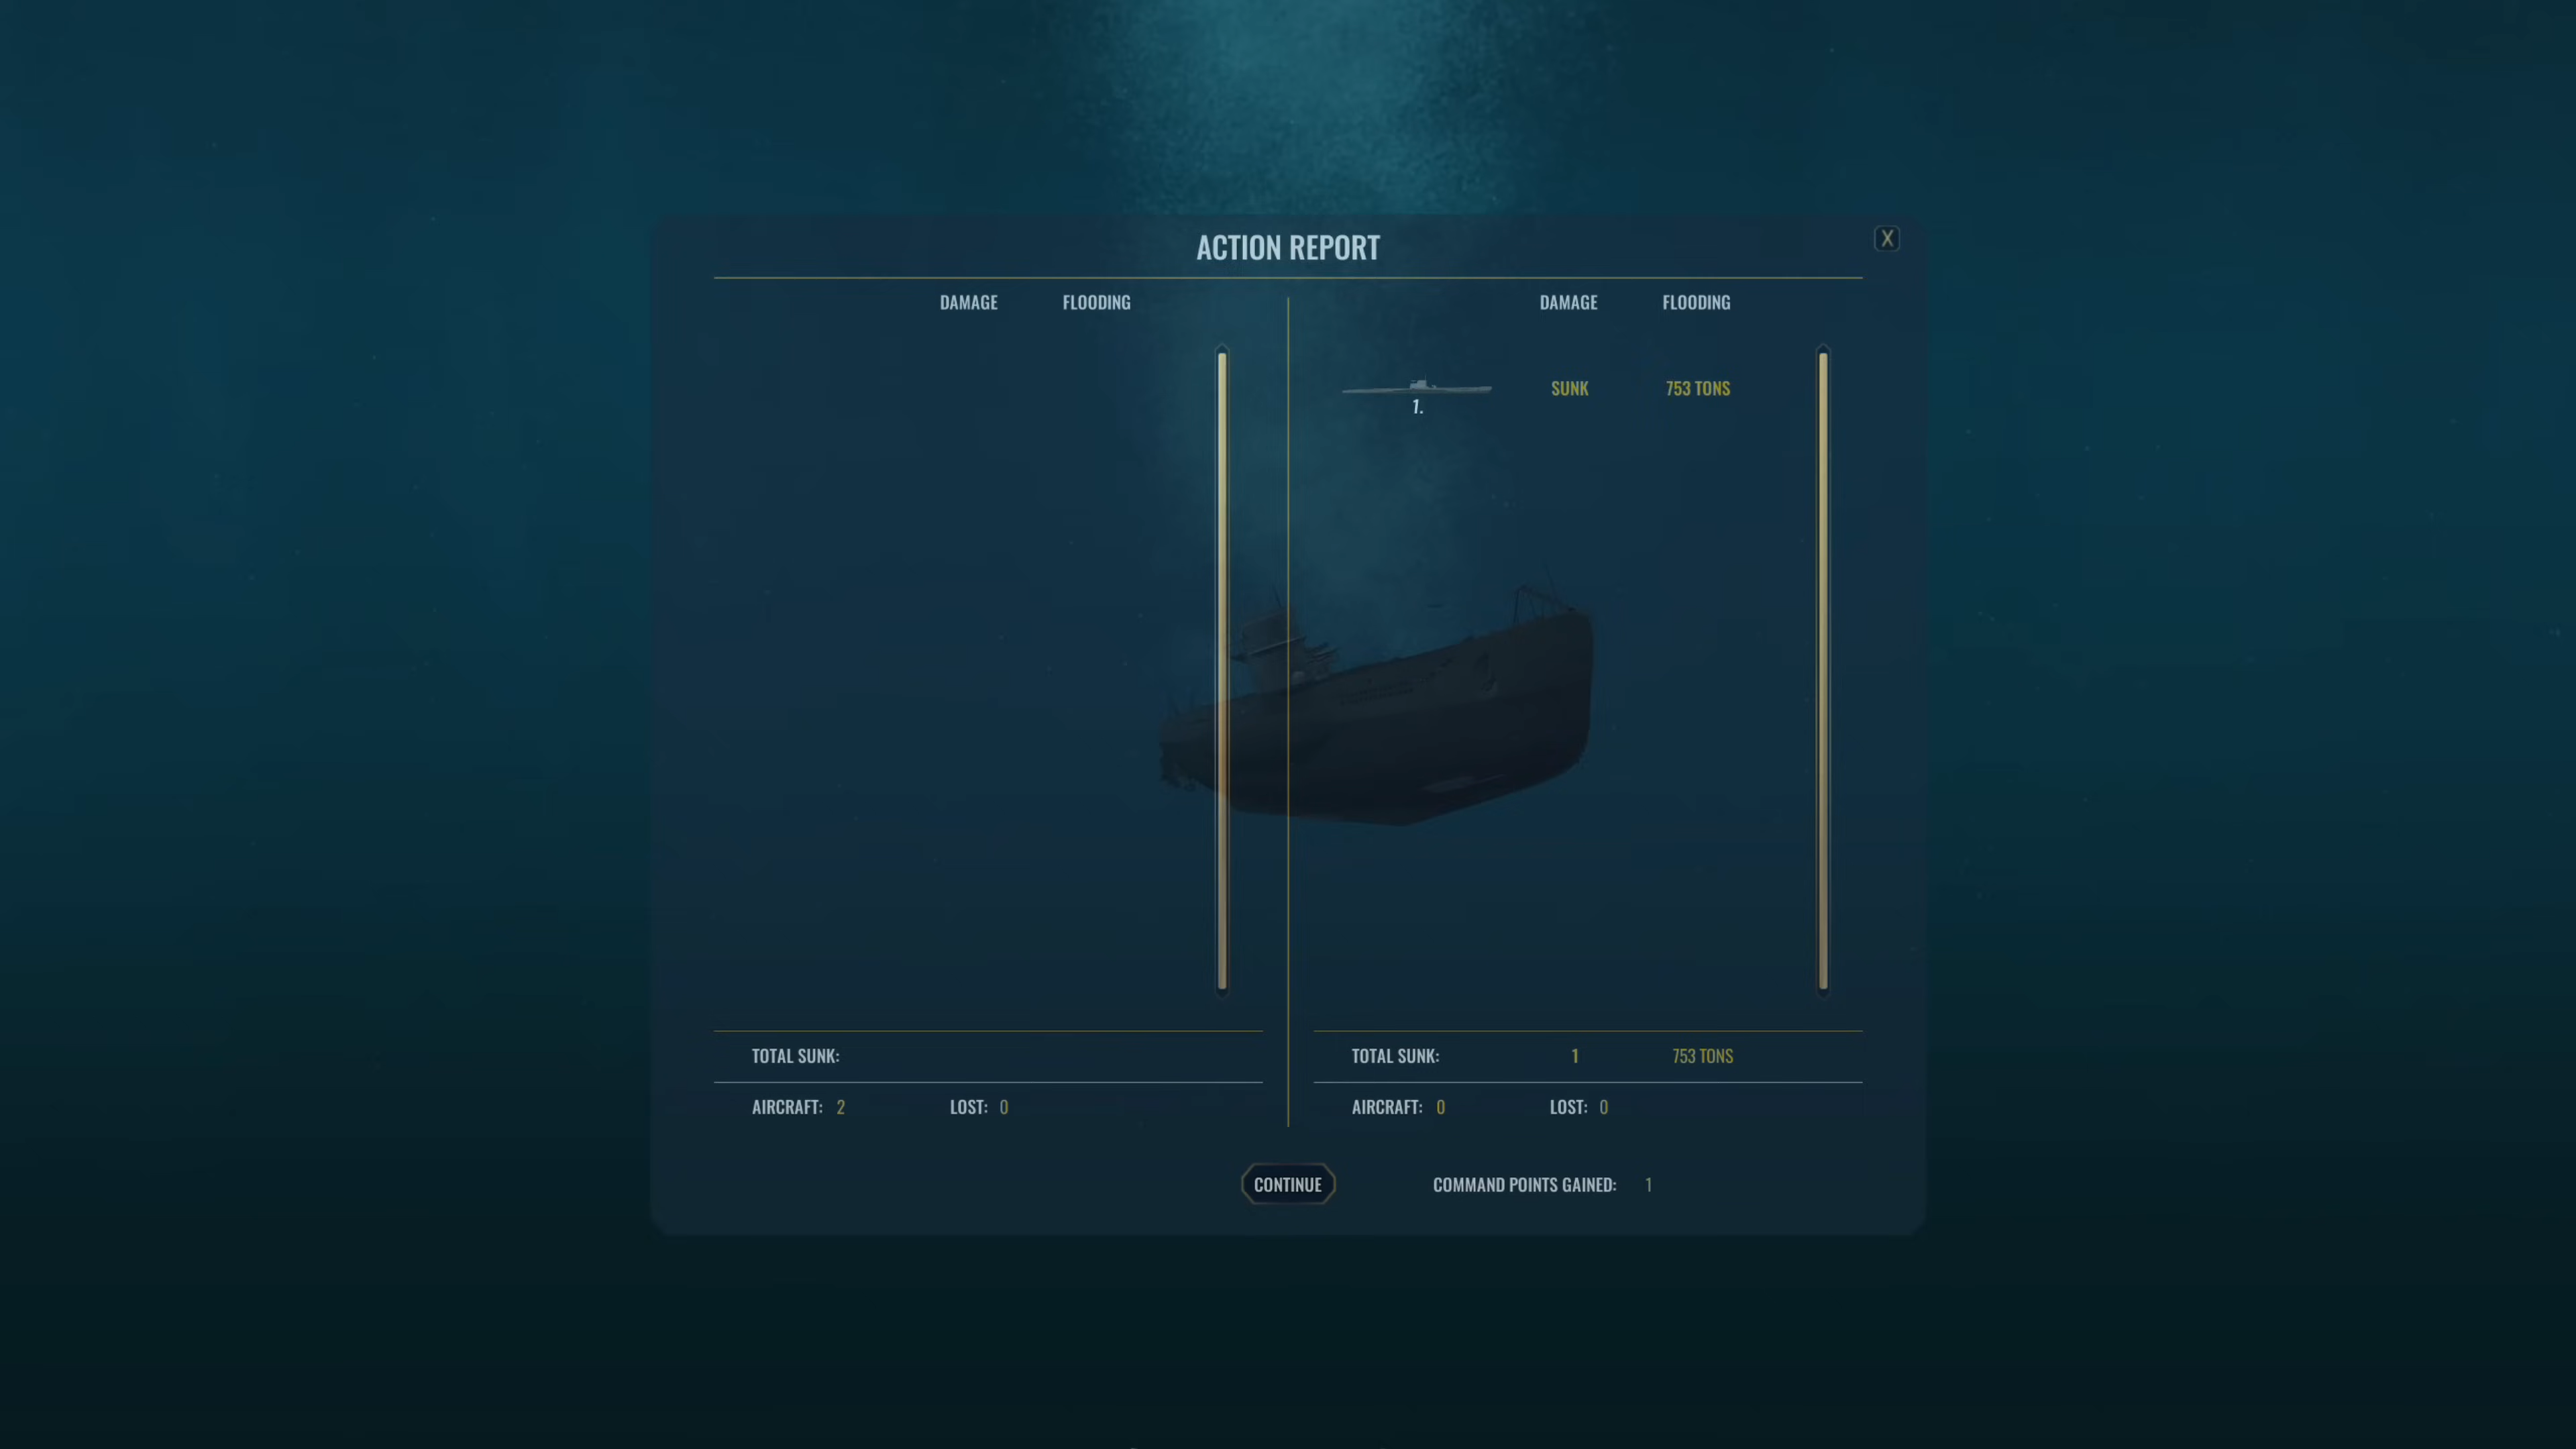 ACTION REPORT
X
DAMAGE FLOODING
DAMAGE FLOODING
SUNK 753 TONS
1.
TOTAL SUNK:
AIRCRAFT: 2 LOST: 0
TOTAL SUNK: 1 753 TONS
AIRCRAFT: 0 LOST: 0
CONTINUE
COMMAND POINTS GAINED: 1